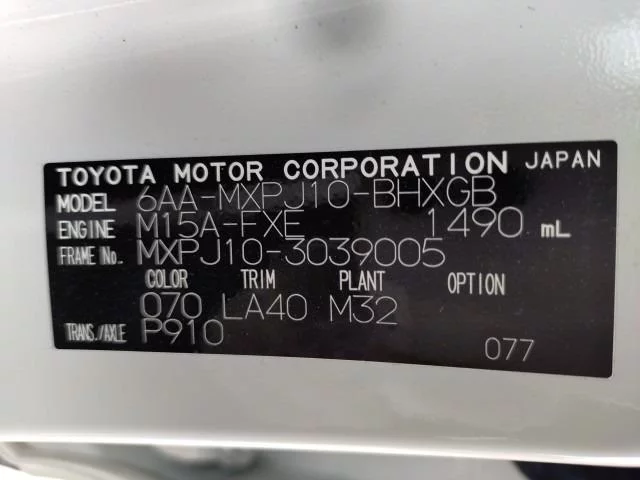 TOYOTA MOTOR CORPORATION JAPAN
MODEL 6AA-MXPJ10-BHXGB
ENGINE M15A-FXE 1490 mL
FRAME No. MXPJ10-3039005
COLOR TRIM PLANT OPTION
070 LA40 M32
TRANS./AXLE P910
077